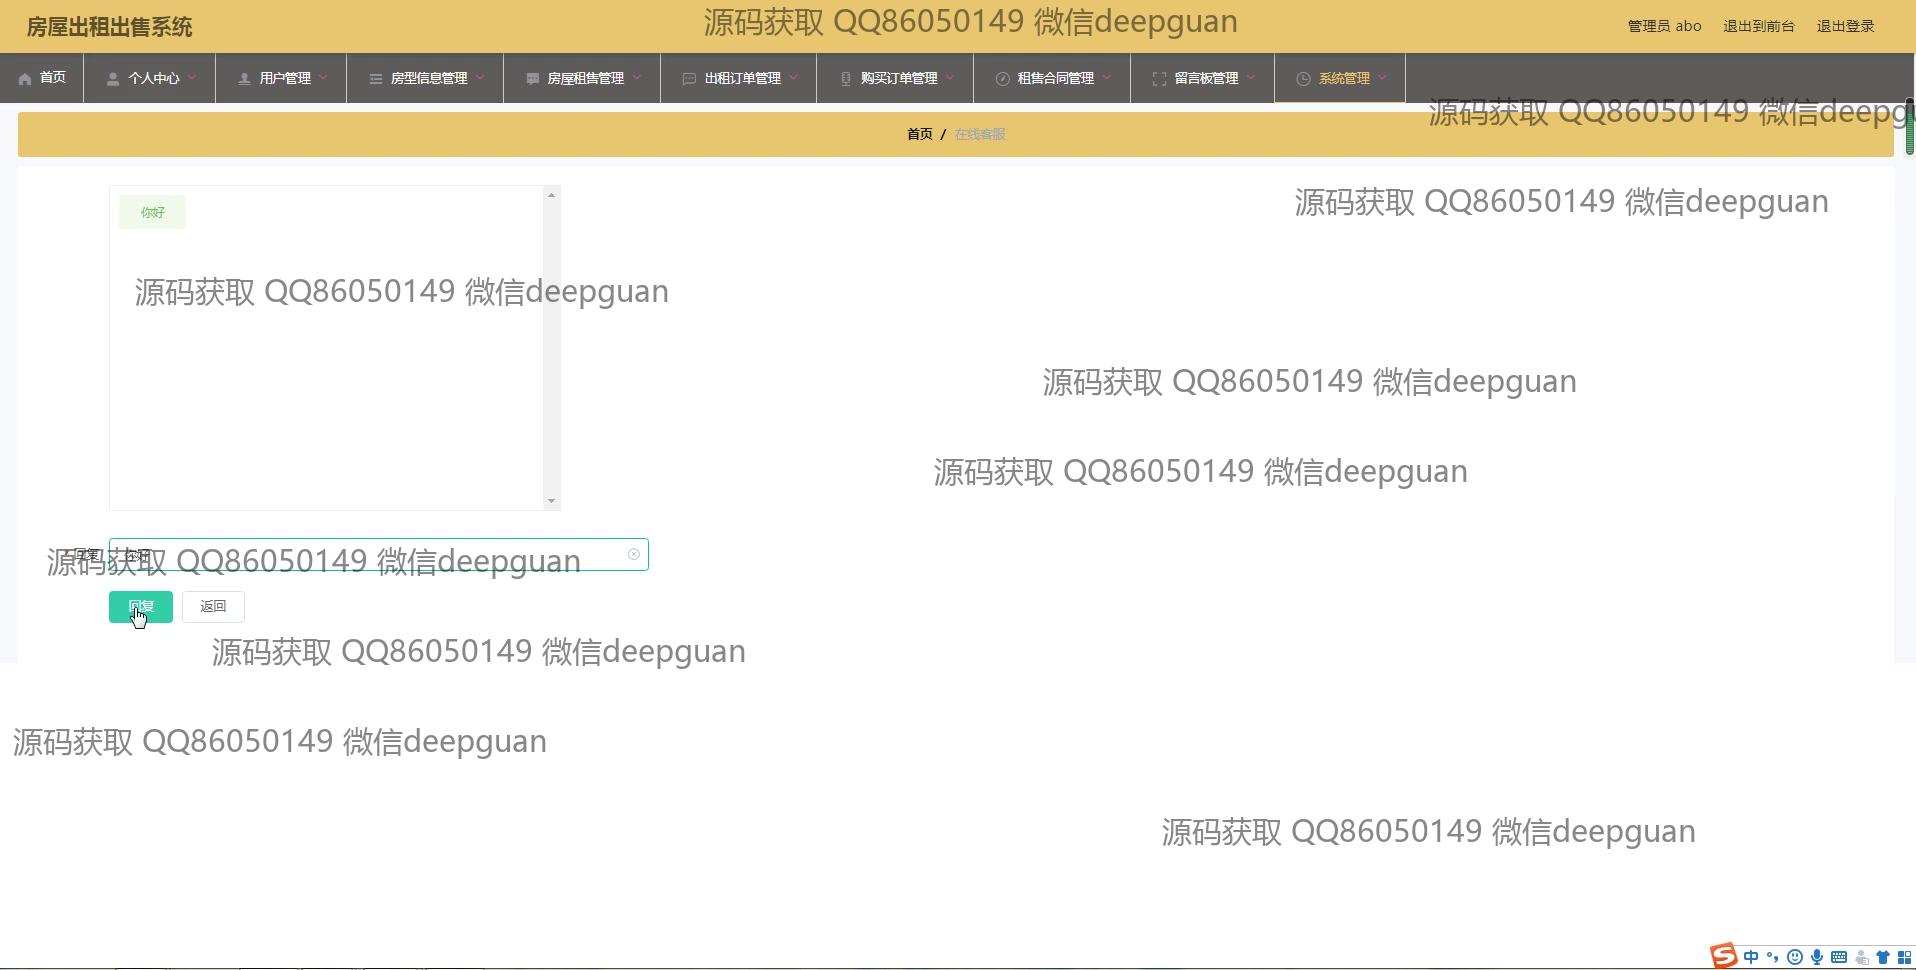 房屋出租出售系统
源码获取 QQ86050149 微信deepguan
管理员 abo 退出到前台 退出登录
首页 个人中心 用户管理 房型信息管理 房屋租售管理 出租订单管理 购买订单管理 租售合同管理 留言板管理 系统管理
源码获取 QQ86050149 微信deepg
首页 / 在线客服
你好
源码获取 QQ86050149 微信deepguan
源码获取 QQ86050149 微信deepguan
源码获取 QQ86050149 微信deepguan
源码获取 QQ86050149 微信deepguan
* 回复 你好
源码获取 QQ86050149 微信deepguan
回复 返回
源码获取 QQ86050149 微信deepguan
源码获取 QQ86050149 微信deepguan
源码获取 QQ86050149 微信deepguan
S 中